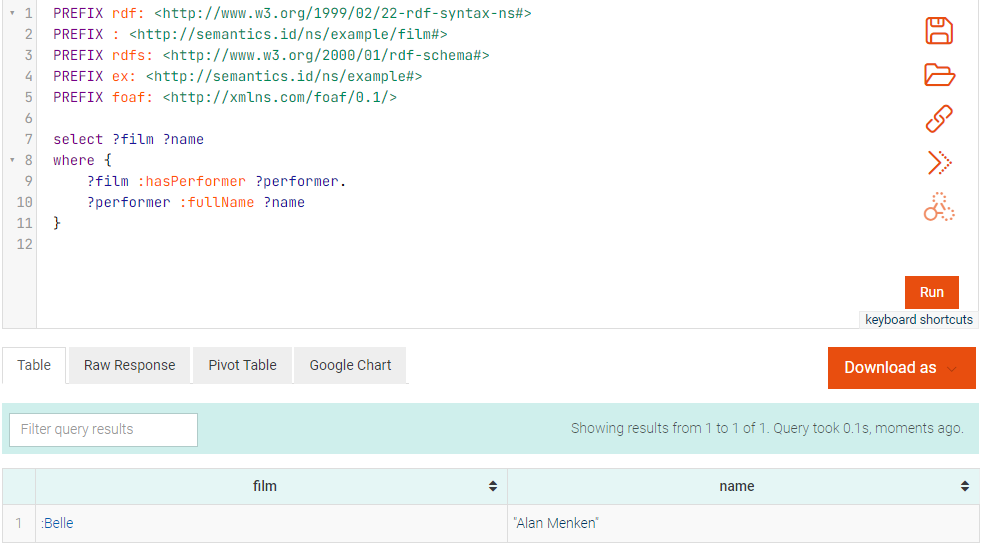 1 PREFIX rdf: <http://www.w3.org/1999/02/22-rdf-syntax-ns#>
2 PREFIX : <http://semantics.id/ns/example/film#>
3 PREFIX rdfs: <http://www.w3.org/2000/01/rdf-schema#>
4 PREFIX ex: <http://semantics.id/ns/example#>
5 PREFIX foaf: <http://xmlns.com/foaf/0.1/>
6
7 select ?film ?name
8 where {
9     ?film :hasPerformer ?performer.
10     ?performer :fullName ?name
11 }
12
Run
keyboard shortcuts
Table Raw Response Pivot Table Google Chart Download as
Filter query results Showing results from 1 to 1 of 1. Query took 0.1s, moments ago.
film name
1 :Belle "Alan Menken"